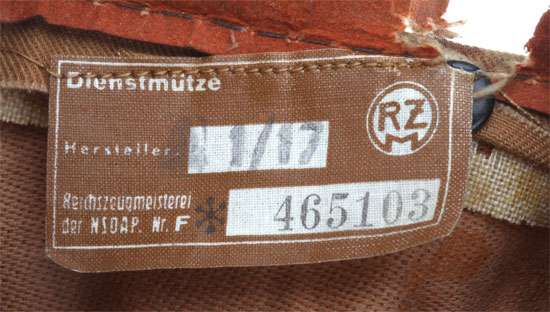 Dienstmütze
Hersteller: A 1/17
RZM
Reichszeugmeisterei
der NSDAP. Nr. F * 465103